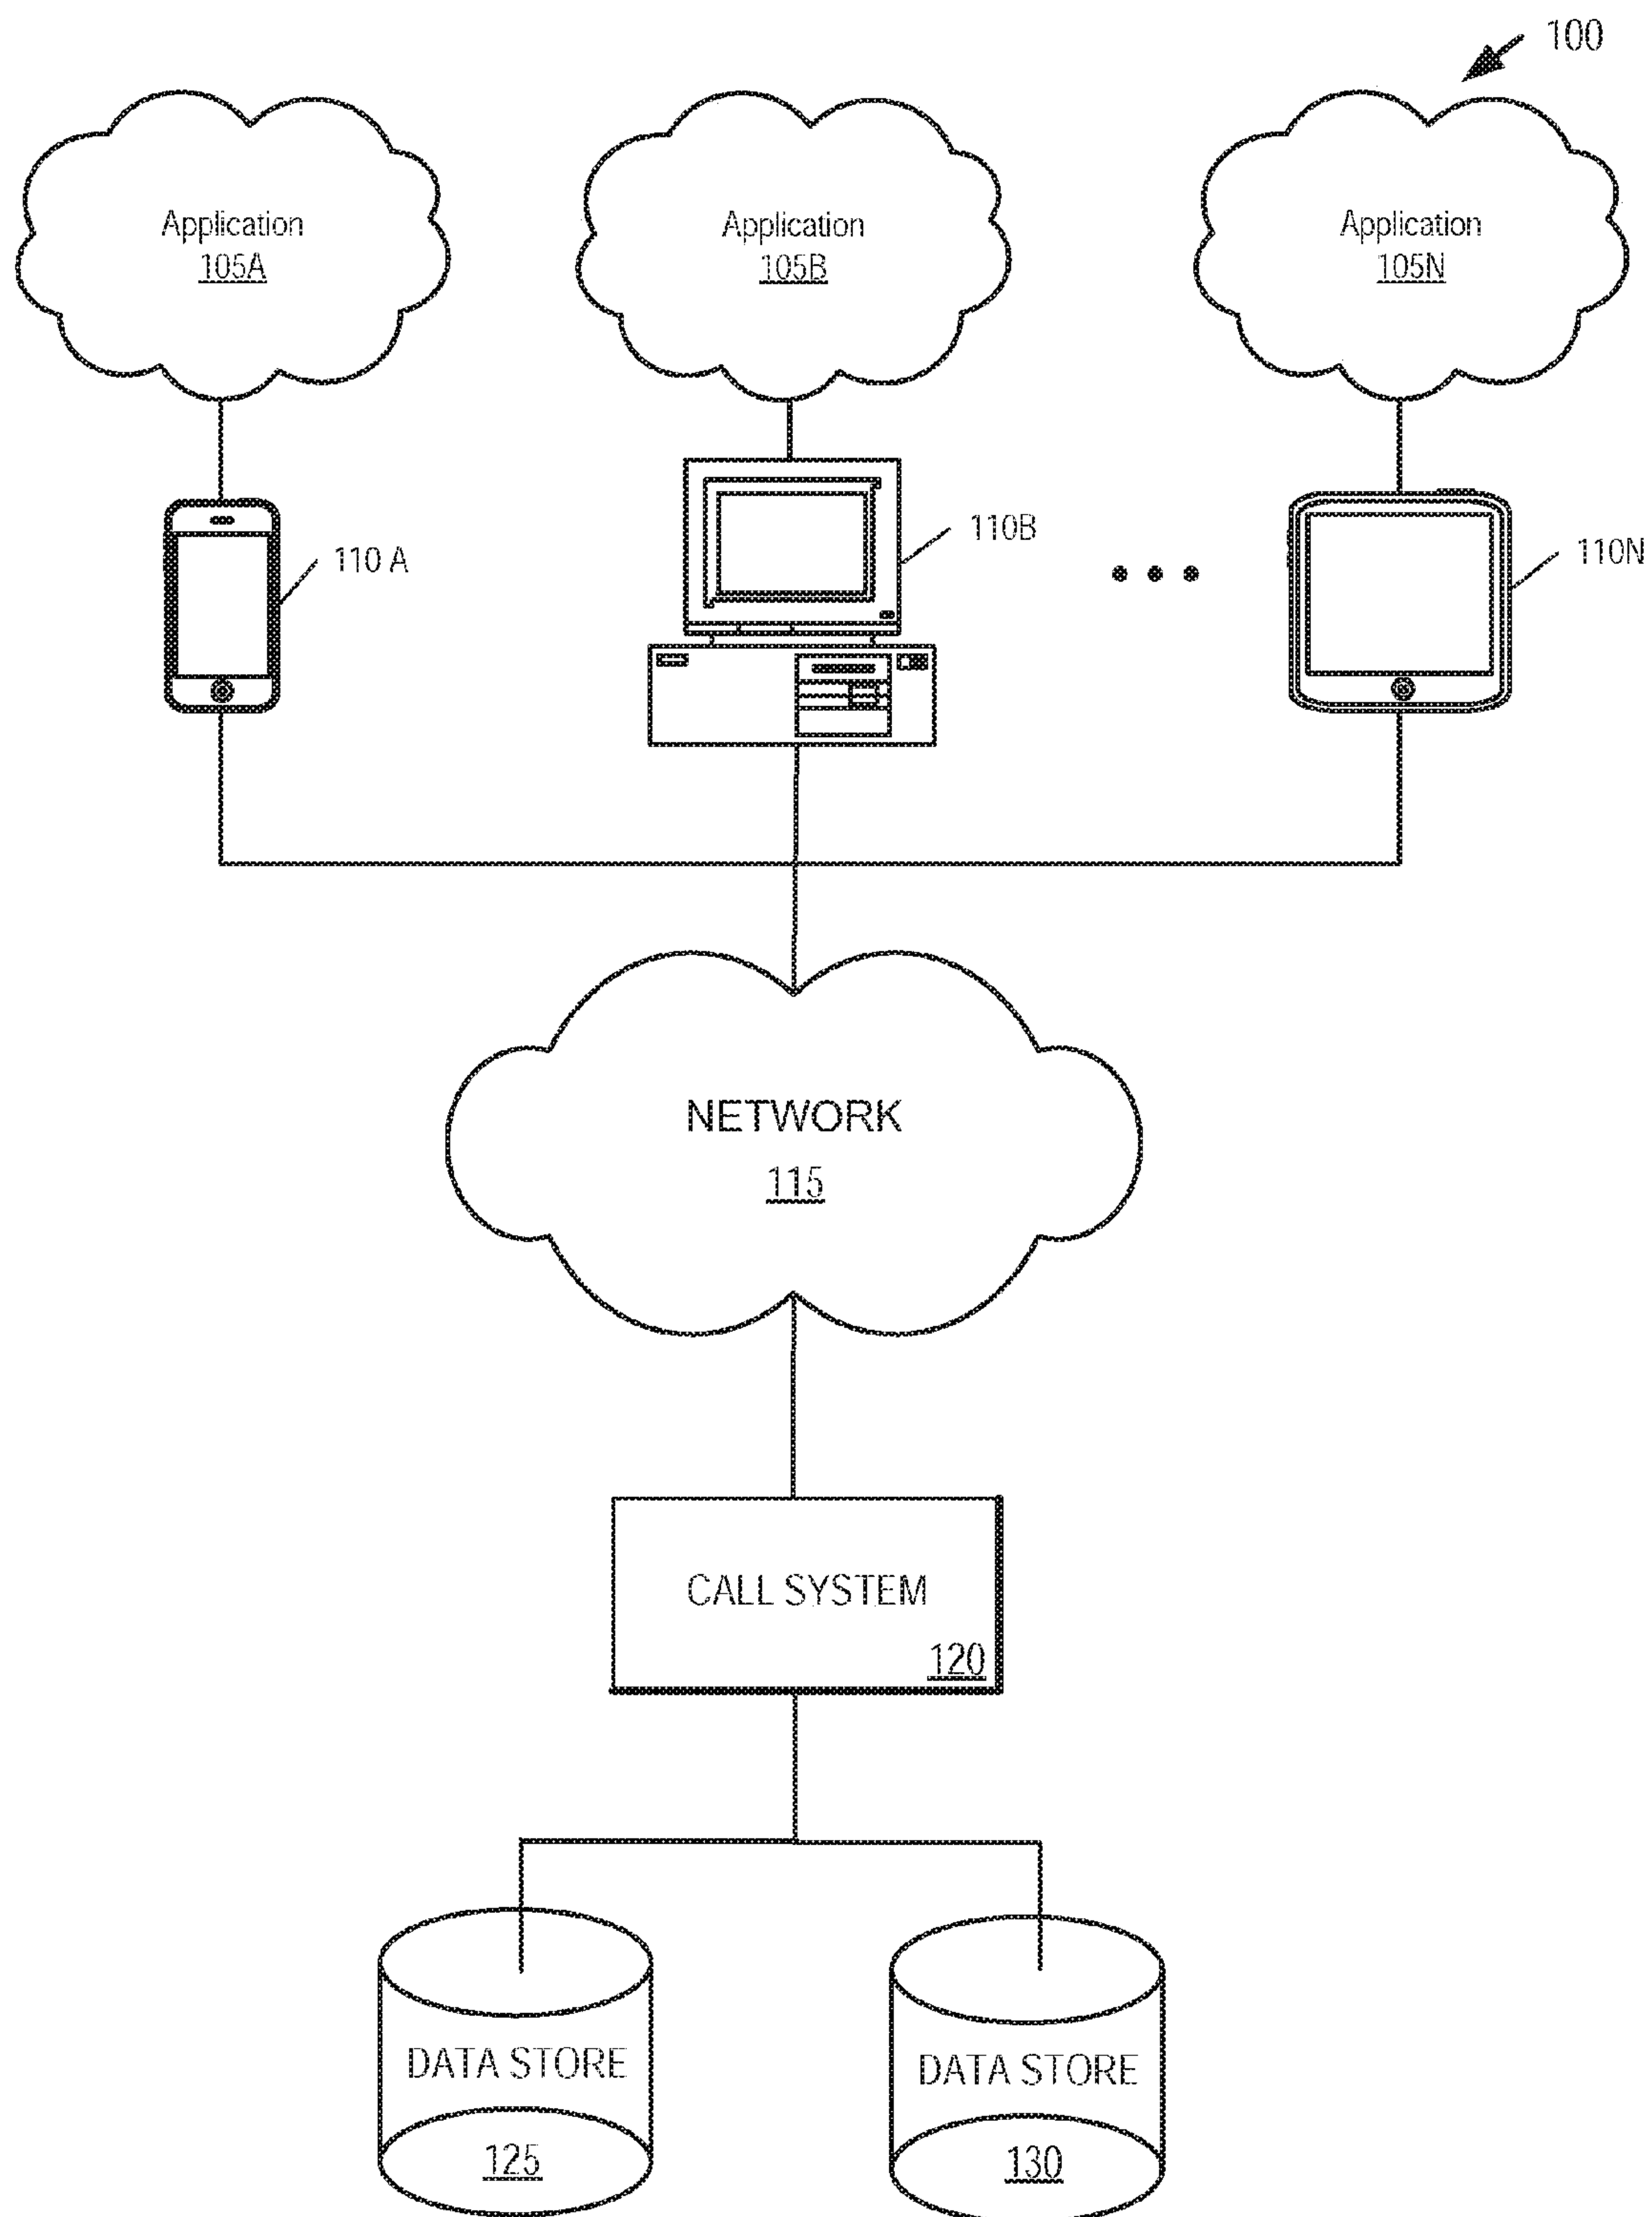 100
Application
105A
Application
105B
Application
105N
110 A
110B
110N
NETWORK
115
CALL SYSTEM
120
DATA STORE
125
DATA STORE
130